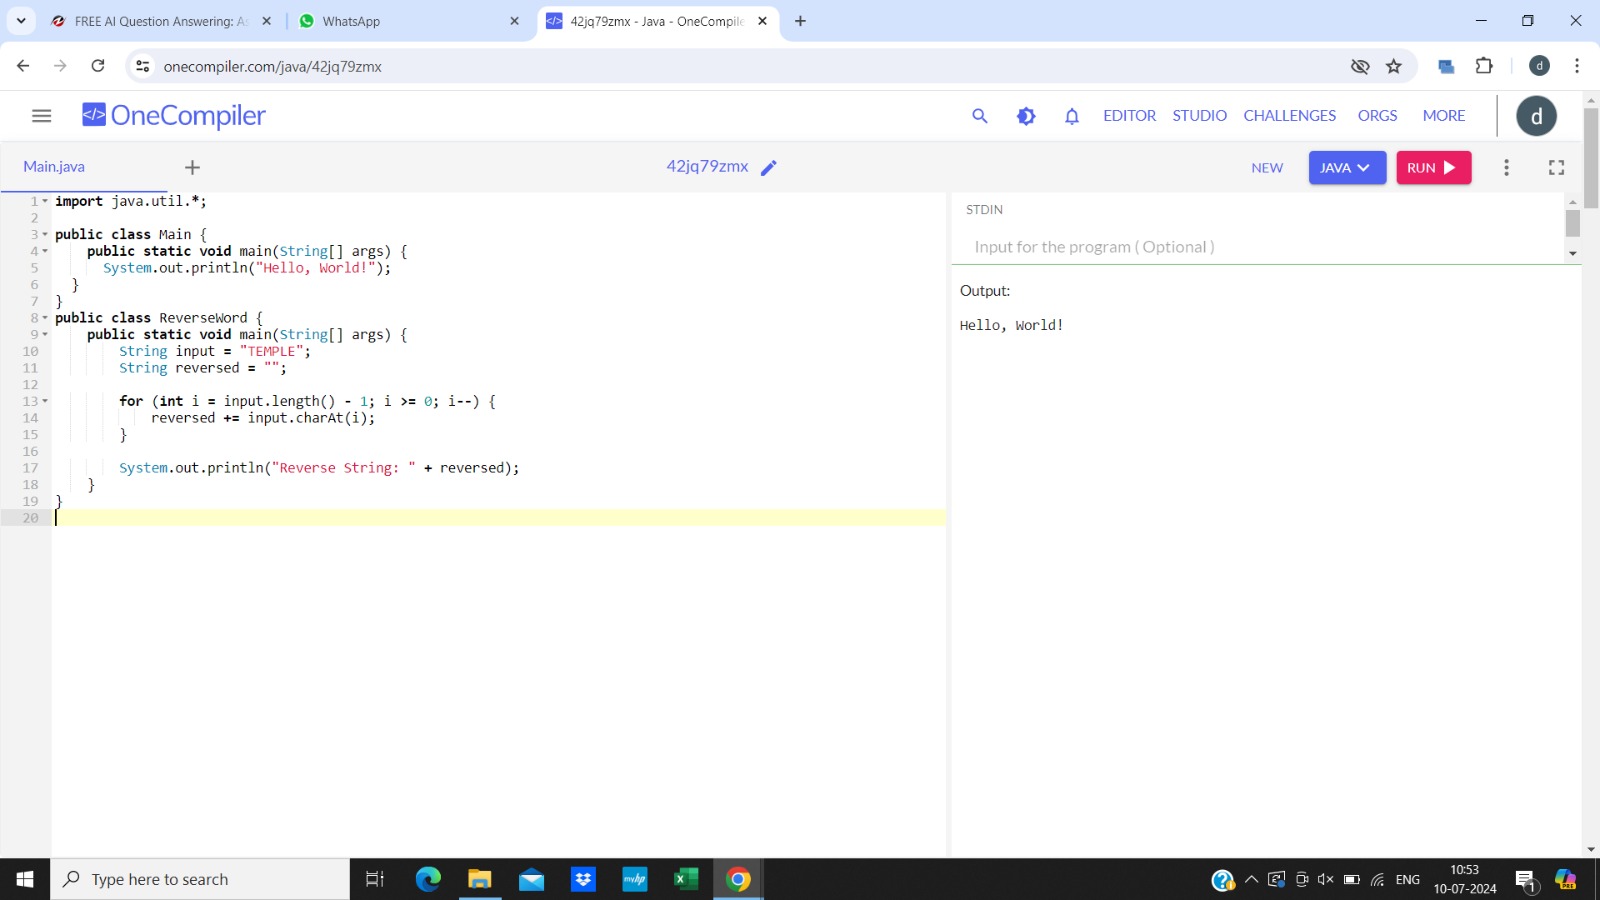 FREE AI Question Answering: As
WhatsApp
42jq79zmx - Java - OneCompile
onecompiler.com/java/42jq79zmx
d
</> OneCompiler
EDITOR STUDIO CHALLENGES ORGS MORE
d
Main.java
42jq79zmx
NEW JAVA RUN
1 import java.util.*;
2
3 public class Main {
4 public static void main(String[] args) {
5 System.out.println("Hello, World!");
6 }
7 }
8 public class ReverseWord {
9 public static void main(String[] args) {
10 String input = "TEMPLE";
11 String reversed = "";
12
13 for (int i = input.length() - 1; i >= 0; i--) {
14 reversed += input.charAt(i);
15 }
16
17 System.out.println("Reverse String: " + reversed);
18 }
19 }
20
STDIN
Input for the program ( Optional )
Output:
Hello, World!
Type here to search
myhp
ENG
10:53
10-07-2024
1
PRE